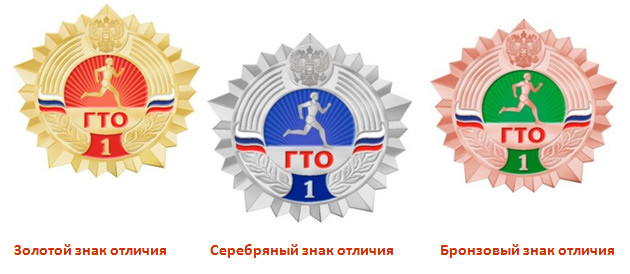 ГТО
1
ГТО
1
ГТО
1
Золотой знак отличия
Серебряный знак отличия
Бронзовый знак отличия